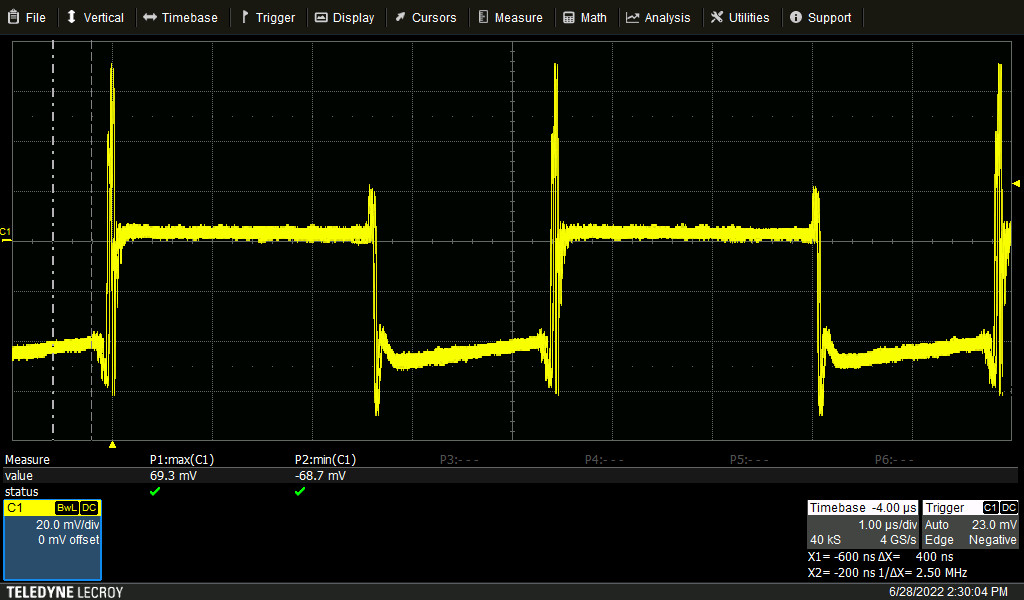 File Vertical Timebase Trigger Display Cursors Measure Math Analysis Utilities Support
C1
Measure P1:max(C1) P2:min(C1) P3:--- P4:--- P5:--- P6:---
value 69.3 mV -68.7 mV
status
C1 BwL DC
20.0 mV/div
0 mV offset
Timebase -4.00 µs
1.00 µs/div
40 kS 4 GS/s
Trigger C1 DC
Auto 23.0 mV
Edge Negative
X1= -600 ns ΔX= 400 ns
X2= -200 ns 1/ΔX= 2.50 MHz
TELEDYNE LECROY
6/28/2022 2:30:04 PM